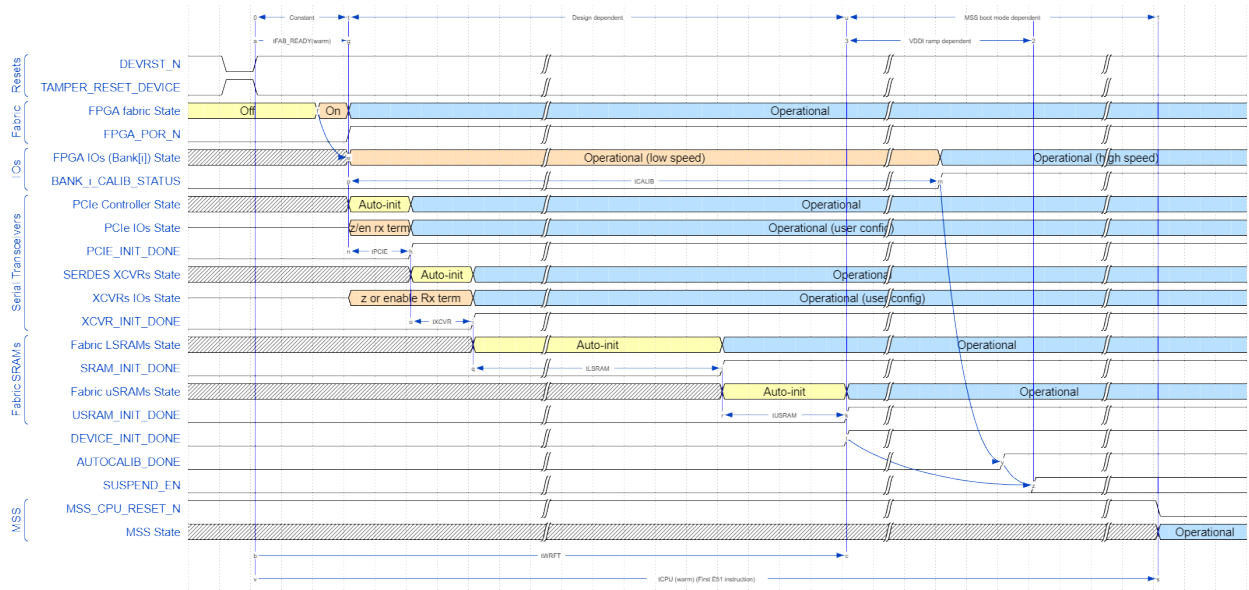 Constant
Design dependent
MSS boot mode dependent
tFAB_READY(warm)
VDDI ramp dependent
Resets
DEVRST_N
TAMPER_RESET_DEVICE
Fabric
FPGA fabric State
Off
On
Operational
FPGA_POR_N
IOs
FPGA IOs (Bank[i]) State
Operational (low speed)
Operational (high speed)
BANK_i_CALIB_STATUS
tCALIB
Serial Transceivers
PCIe Controller State
Auto-init
Operational
PCIe IOs State
z/en rx term
Operational (user config)
PCIE_INIT_DONE
tPCIE
SERDES XCVRs State
Auto-init
Operational
XCVRs IOs State
z or enable Rx term
Operational (user config)
XCVR_INIT_DONE
tXCVR
Fabric SRAMs
Fabric LSRAMs State
Auto-init
Operational
SRAM_INIT_DONE
tLSRAM
Fabric uSRAMs State
Auto-init
Operational
USRAM_INIT_DONE
tUSRAM
DEVICE_INIT_DONE
AUTOCALIB_DONE
SUSPEND_EN
MSS
MSS_CPU_RESET_N
MSS State
Operational
tWRFT
tCPU (warm) (First E51 instruction)